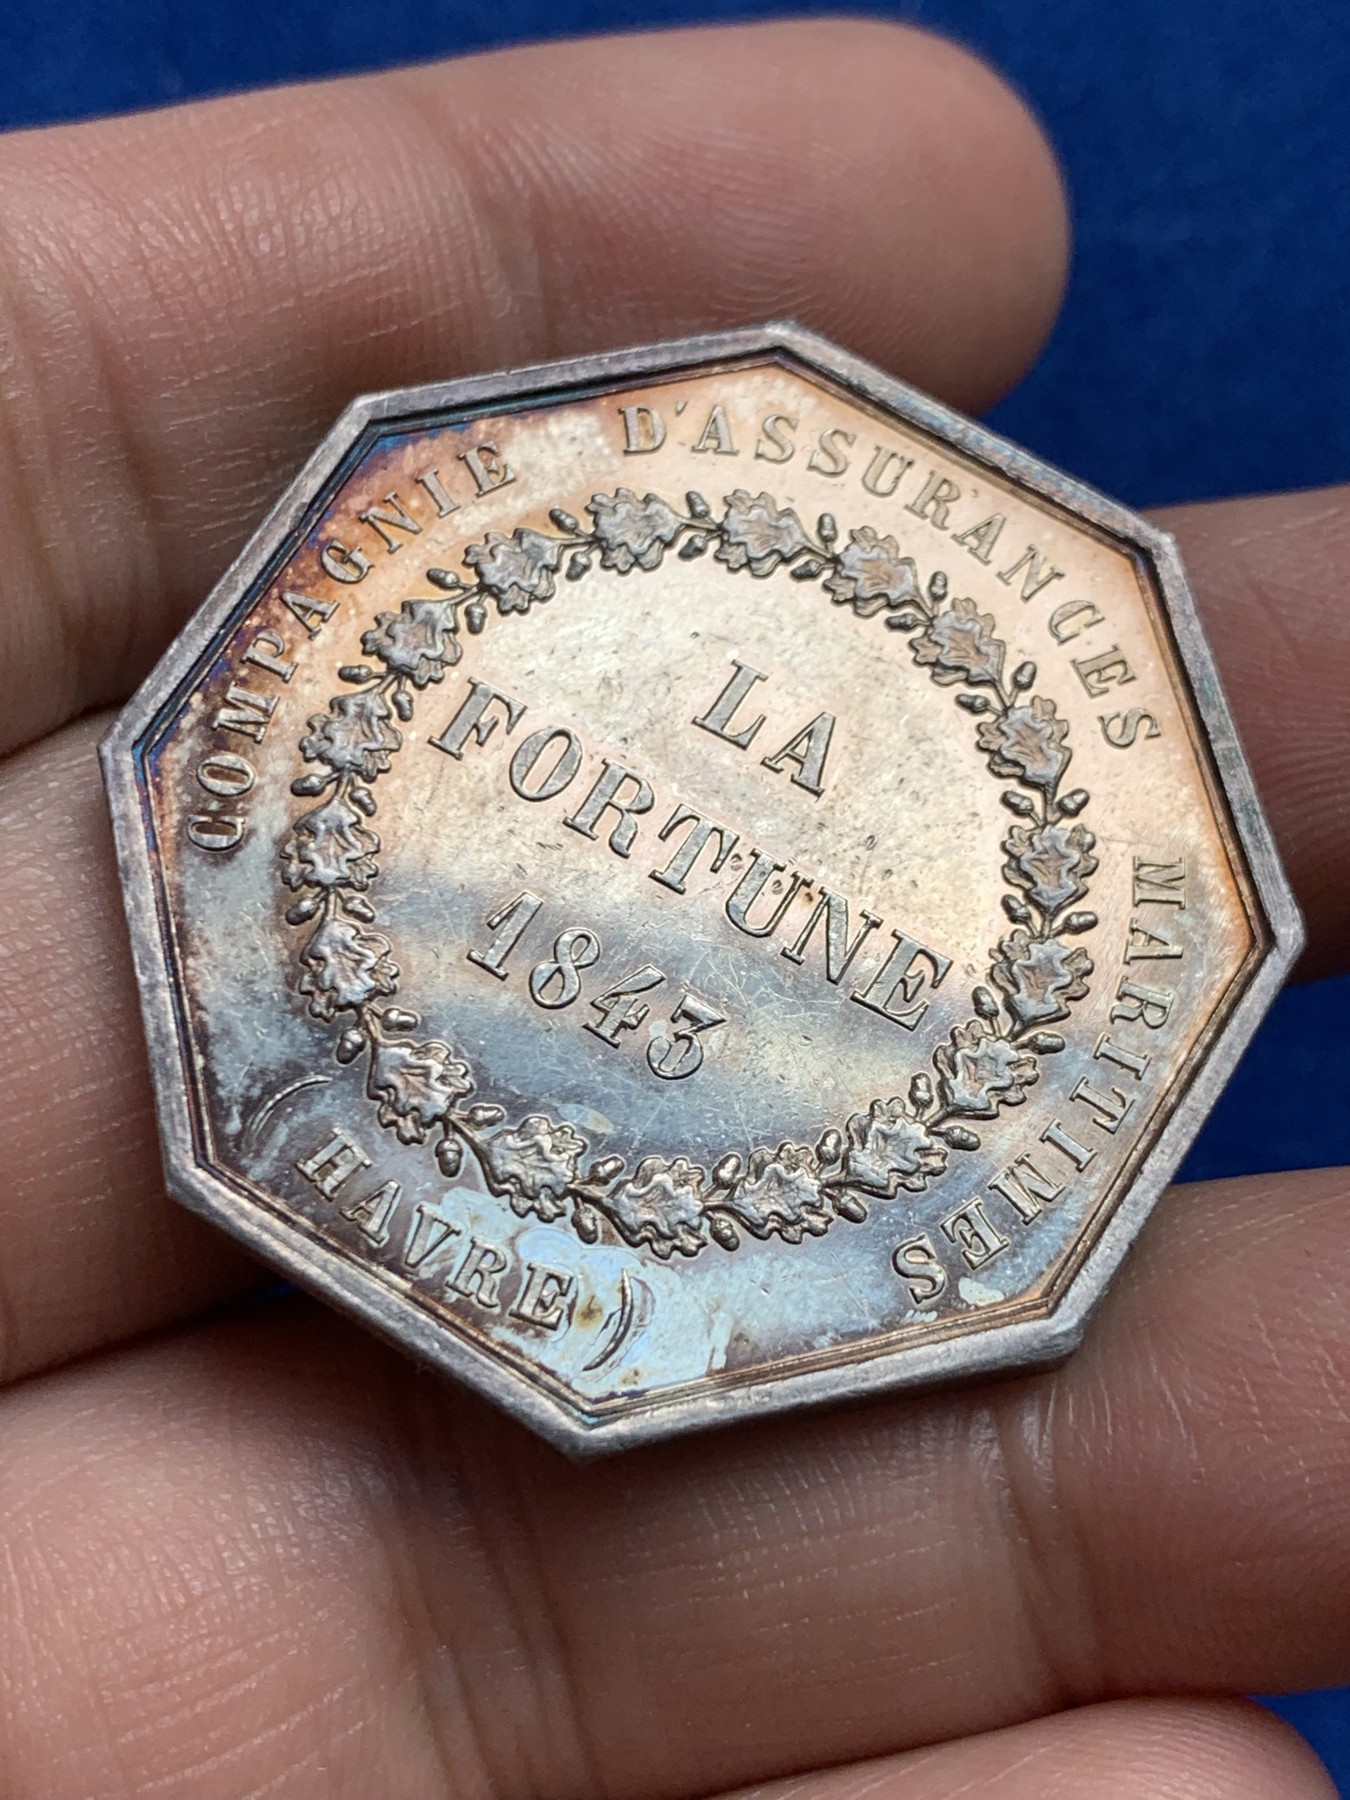 COMPAGNIE D'ASSURANCES MARITIMES
LA
FORTUNE
1843
(HAVRE)